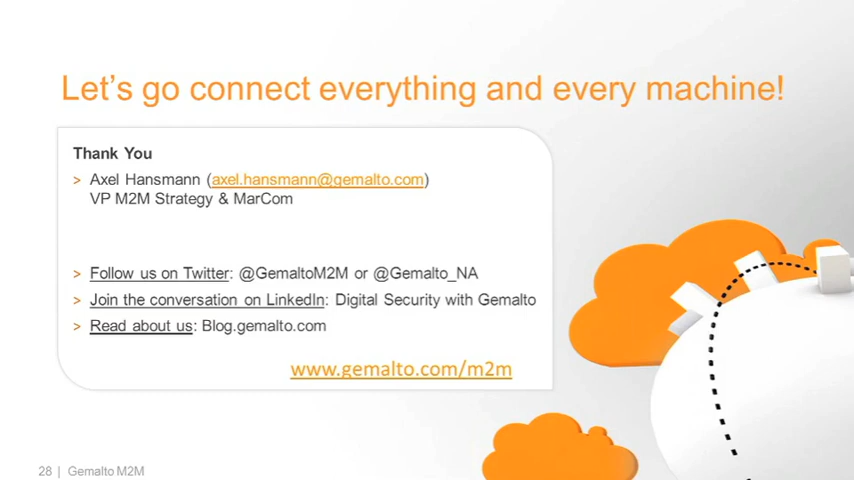 Let's go connect everything and every machine!
Thank You
> Axel Hansmann (axel.hansmann@gemalto.com)
VP M2M Strategy & MarCom
> Follow us on Twitter: @GemaltoM2M or @Gemalto_NA
> Join the conversation on LinkedIn: Digital Security with Gemalto
> Read about us: Blog.gemalto.com
www.gemalto.com/m2m
28 | Gemalto M2M